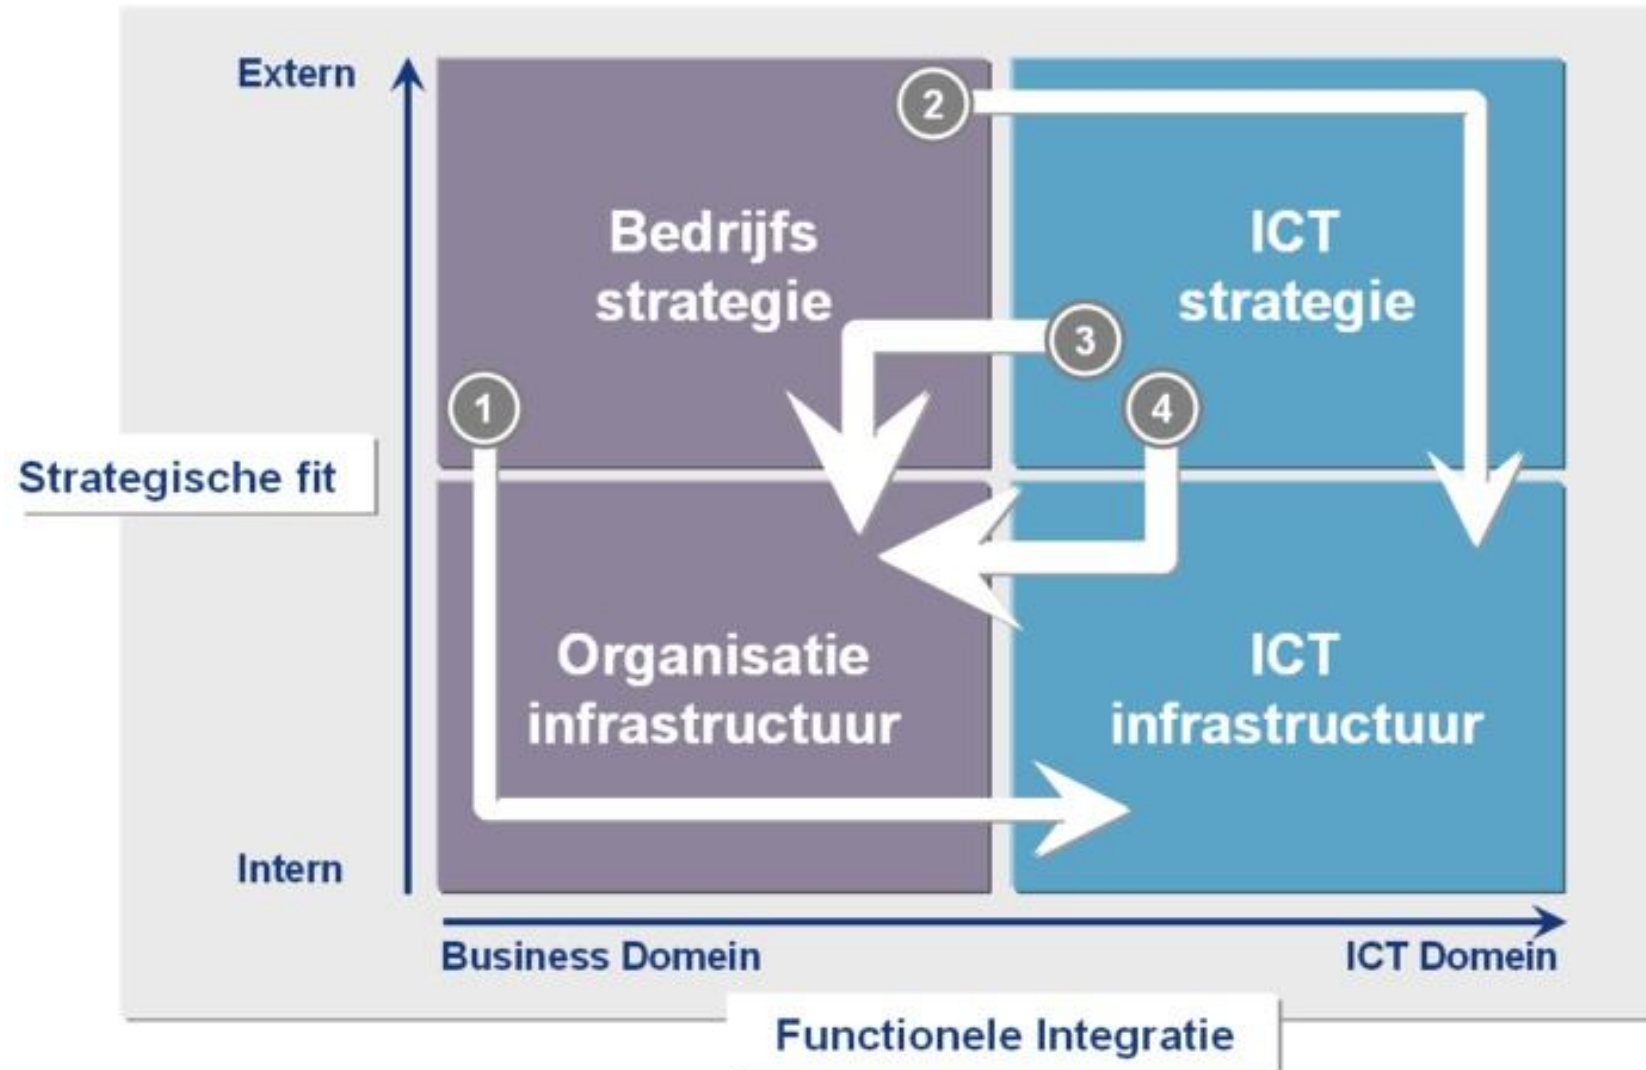 Extern
2
Bedrijfs
strategie
ICT
strategie
3
1
4
Strategische fit
Organisatie
infrastructuur
ICT
infrastructuur
Intern
Business Domein
ICT Domein
Functionele Integratie